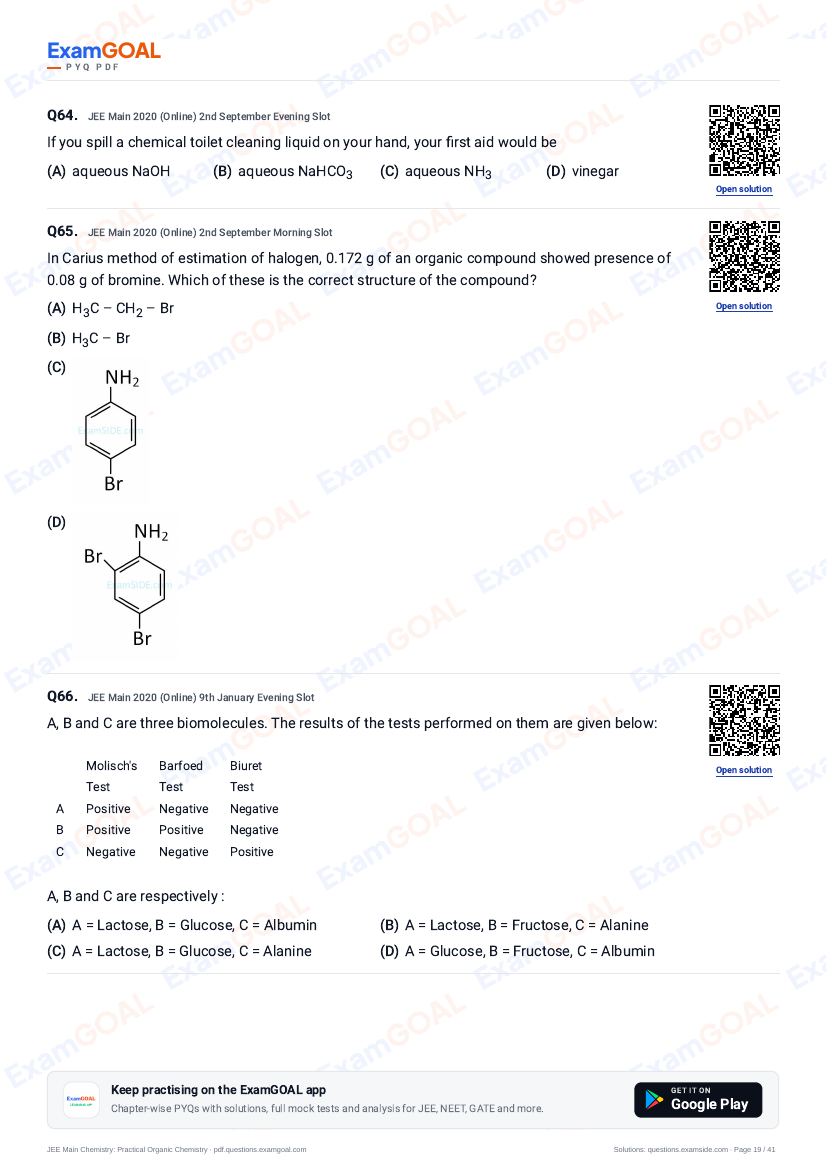 ExamGOAL
PYQ PDF
Q64. JEE Main 2020 (Online) 2nd September Evening Slot
If you spill a chemical toilet cleaning liquid on your hand, your first aid would be
(A) aqueous NaOH (B) aqueous NaHCO3 (C) aqueous NH3 (D) vinegar
Open solution
Q65. JEE Main 2020 (Online) 2nd September Morning Slot
In Carius method of estimation of halogen, 0.172 g of an organic compound showed presence of
0.08 g of bromine. Which of these is the correct structure of the compound?
Open solution
(A) H3C − CH2 − Br
(B) H3C − Br
(C)
NH2
ExamSIDE.com
Br
(D)
NH2
Br
ExamSIDE.com
Br
Q66. JEE Main 2020 (Online) 9th January Evening Slot
A, B and C are three biomolecules. The results of the tests performed on them are given below:
Open solution
Molisch's Barfoed Biuret
Test Test Test
A Positive Negative Negative
B Positive Positive Negative
C Negative Negative Positive
A, B and C are respectively :
(A) A = Lactose, B = Glucose, C = Albumin (B) A = Lactose, B = Fructose, C = Alanine
(C) A = Lactose, B = Glucose, C = Alanine (D) A = Glucose, B = Fructose, C = Albumin
ExamGOAL
Keep practising on the ExamGOAL app
Chapter-wise PYQs with solutions, full mock tests and analysis for JEE, NEET, GATE and more.
GET IT ON
Google Play
JEE Main Chemistry: Practical Organic Chemistry · pdf.questions.examgoal.com Solutions: questions.examside.com · Page 19 / 41